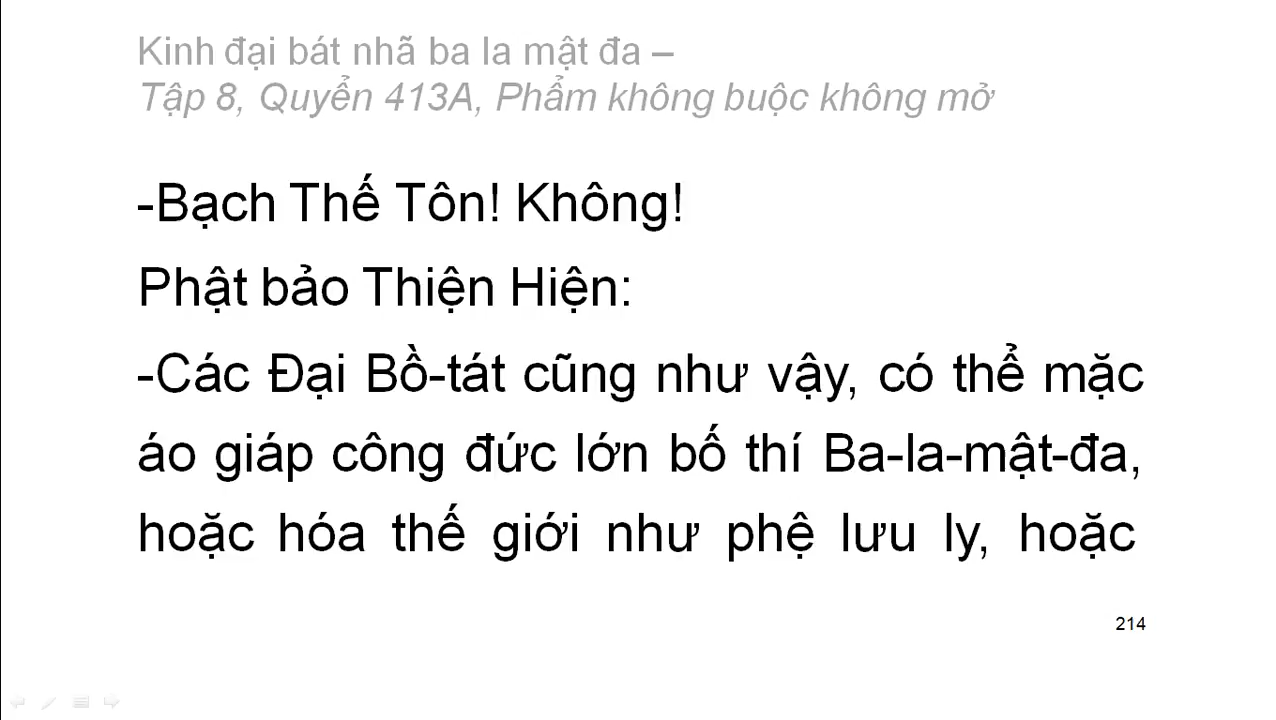 Kinh đại bát nhã ba la mật đa –
Tập 8, Quyển 413A, Phẩm không buộc không mở
-Bạch Thế Tôn! Không!
Phật bảo Thiện Hiện:
-Các Đại Bồ-tát cũng như vậy, có thể mặc
áo giáp công đức lớn bố thí Ba-la-mật-đa,
hoặc hóa thế giới như phệ lưu ly, hoặc
214